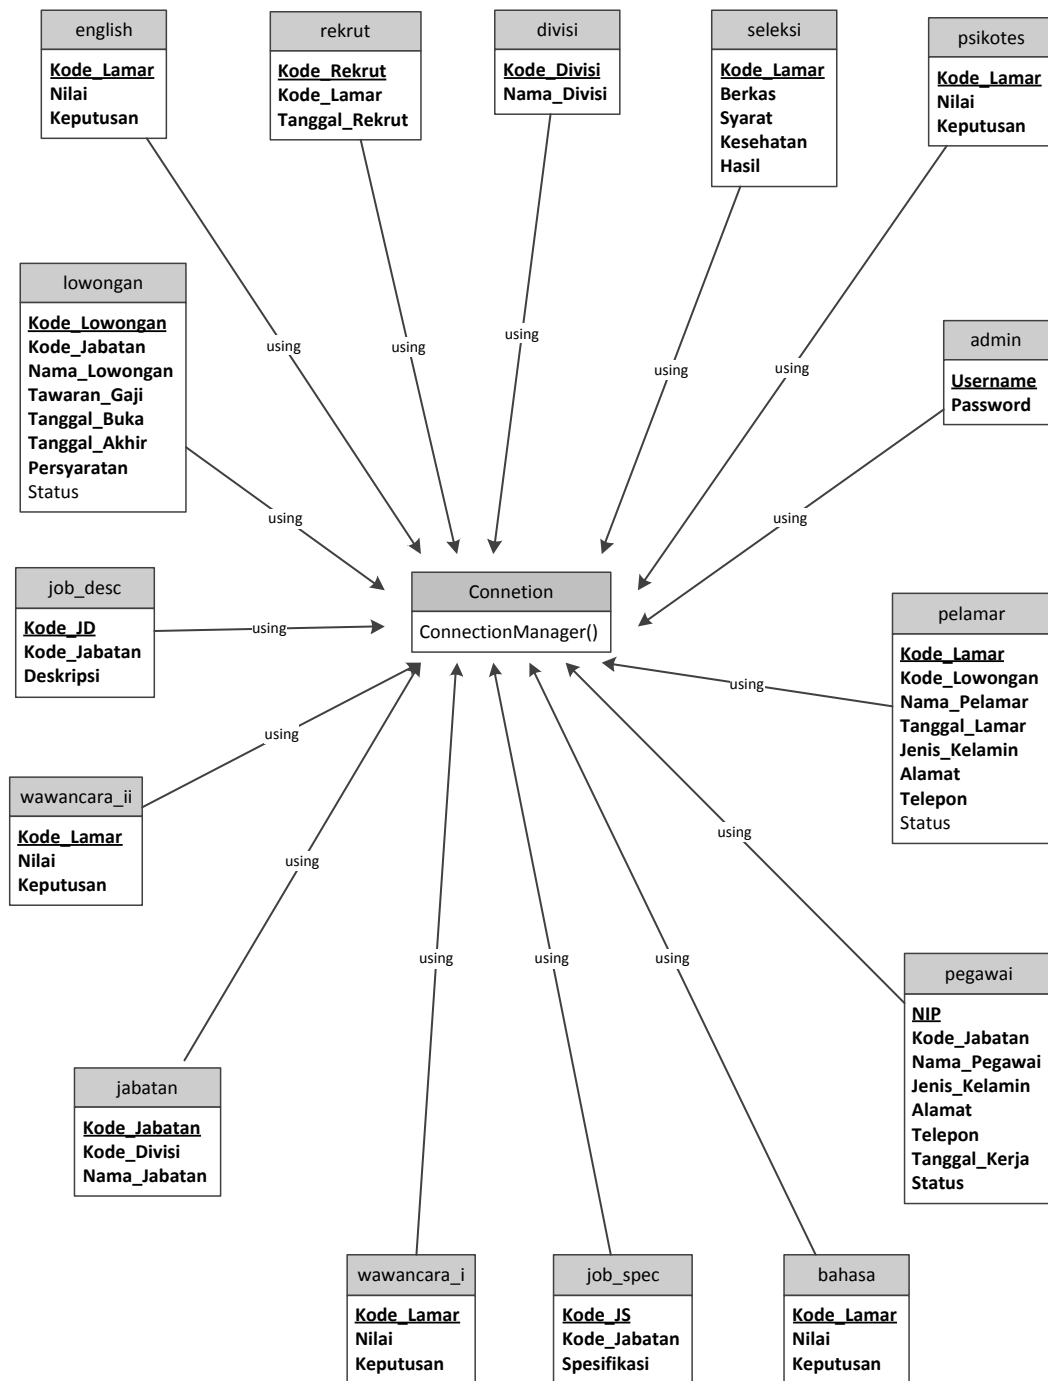 english
Kode_Lamar
Nilai
Keputusan
rekrut
Kode_Rekrut
Kode_Lamar
Tanggal_Rekrut
divisi
Kode_Divisi
Nama_Divisi
seleksi
Kode_Lamar
Berkas
Syarat
Kesehatan
Hasil
psikotes
Kode_Lamar
Nilai
Keputusan
lowongan
Kode_Lowongan
Kode_Jabatan
Nama_Lowongan
Tawaran_Gaji
Tanggal_Buka
Tanggal_Akhir
Persyaratan
Status
admin
Username
Password
using
using
using
using
using
using
using
job_desc
Kode_JD
Kode_Jabatan
Deskripsi
using
Connetion
ConnectionManager()
pelamar
Kode_Lamar
Kode_Lowongan
Nama_Pelamar
Tanggal_Lamar
Jenis_Kelamin
Alamat
Telepon
Status
using
using
wawancara_ii
Kode_Lamar
Nilai
Keputusan
using
using
using
using
using
pegawai
NIP
Kode_Jabatan
Nama_Pegawai
Jenis_Kelamin
Alamat
Telepon
Tanggal_Kerja
Status
jabatan
Kode_Jabatan
Kode_Divisi
Nama_Jabatan
wawancara_i
Kode_Lamar
Nilai
Keputusan
job_spec
Kode_JS
Kode_Jabatan
Spesifikasi
bahasa
Kode_Lamar
Nilai
Keputusan